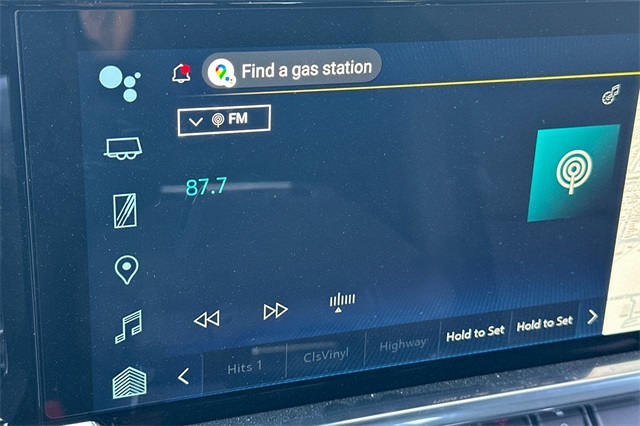 Find a gas station
FM
87.7
Hits 1 ClsVinyl Highway Hold to Set Hold to Set